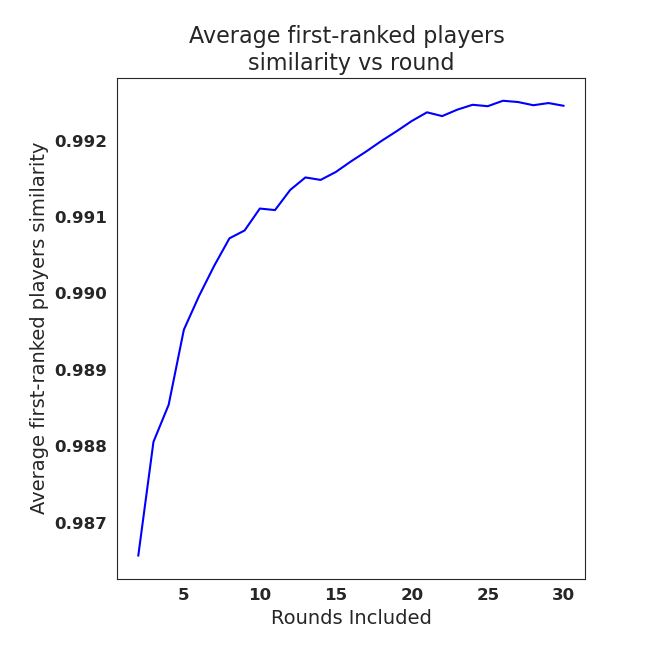 Average first-ranked players
similarity vs round
Average first-ranked players similarity
0.992
0.991
0.990
0.989
0.988
0.987
5 10 15 20 25 30
Rounds Included